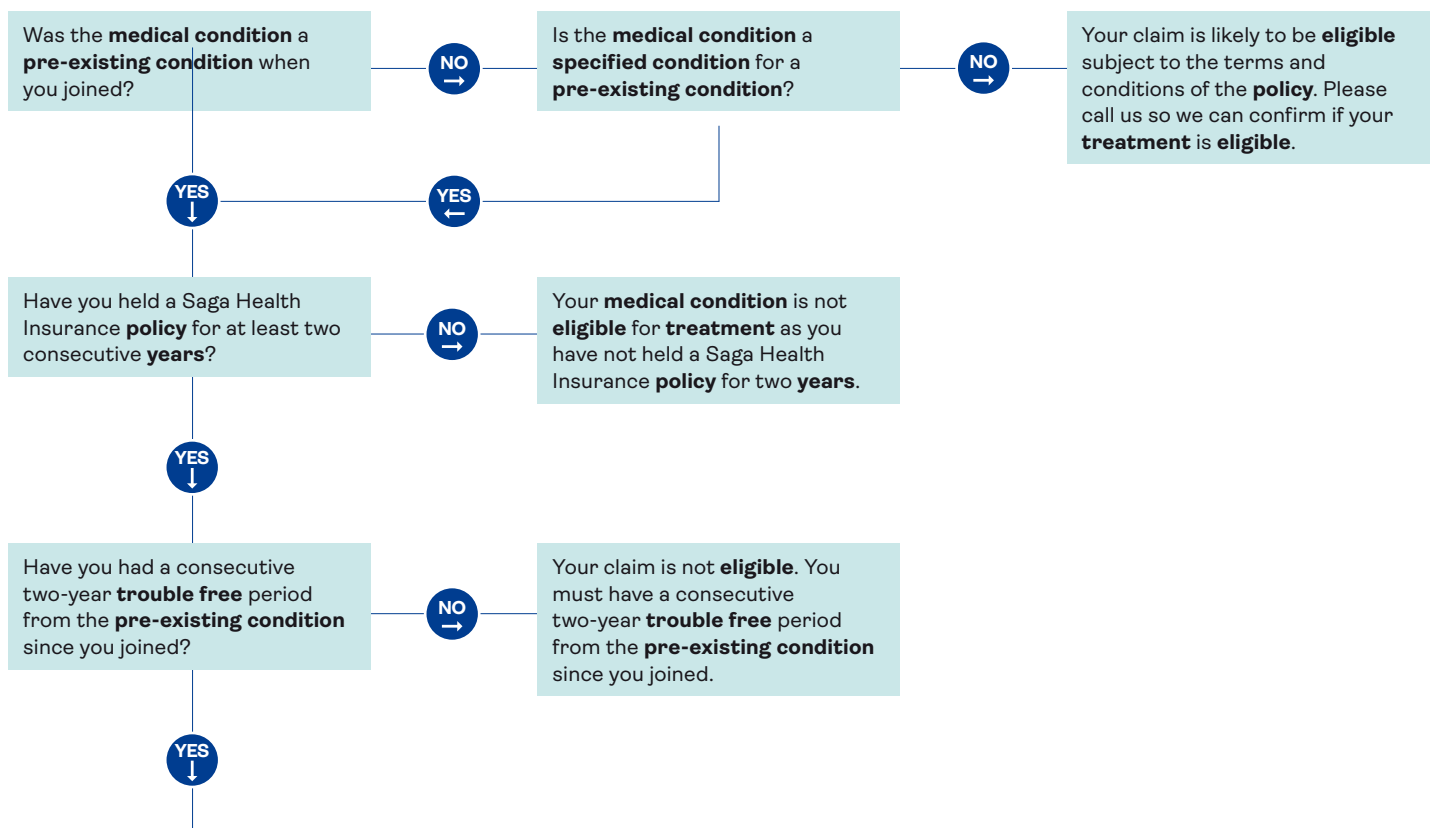 Was the medical condition a
pre-existing condition when
you joined?
NO
→
Is the medical condition a
specified condition for a
pre-existing condition?
NO
→
Your claim is likely to be eligible
subject to the terms and
conditions of the policy. Please
call us so we can confirm if your
treatment is eligible.
YES
↓
YES
←
Have you held a Saga Health
Insurance policy for at least two
consecutive years?
NO
→
Your medical condition is not
eligible for treatment as you
have not held a Saga Health
Insurance policy for two years.
YES
↓
Have you had a consecutive
two-year trouble free period
from the pre-existing condition
since you joined?
NO
→
Your claim is not eligible. You
must have a consecutive
two-year trouble free period
from the pre-existing condition
since you joined.
YES
↓